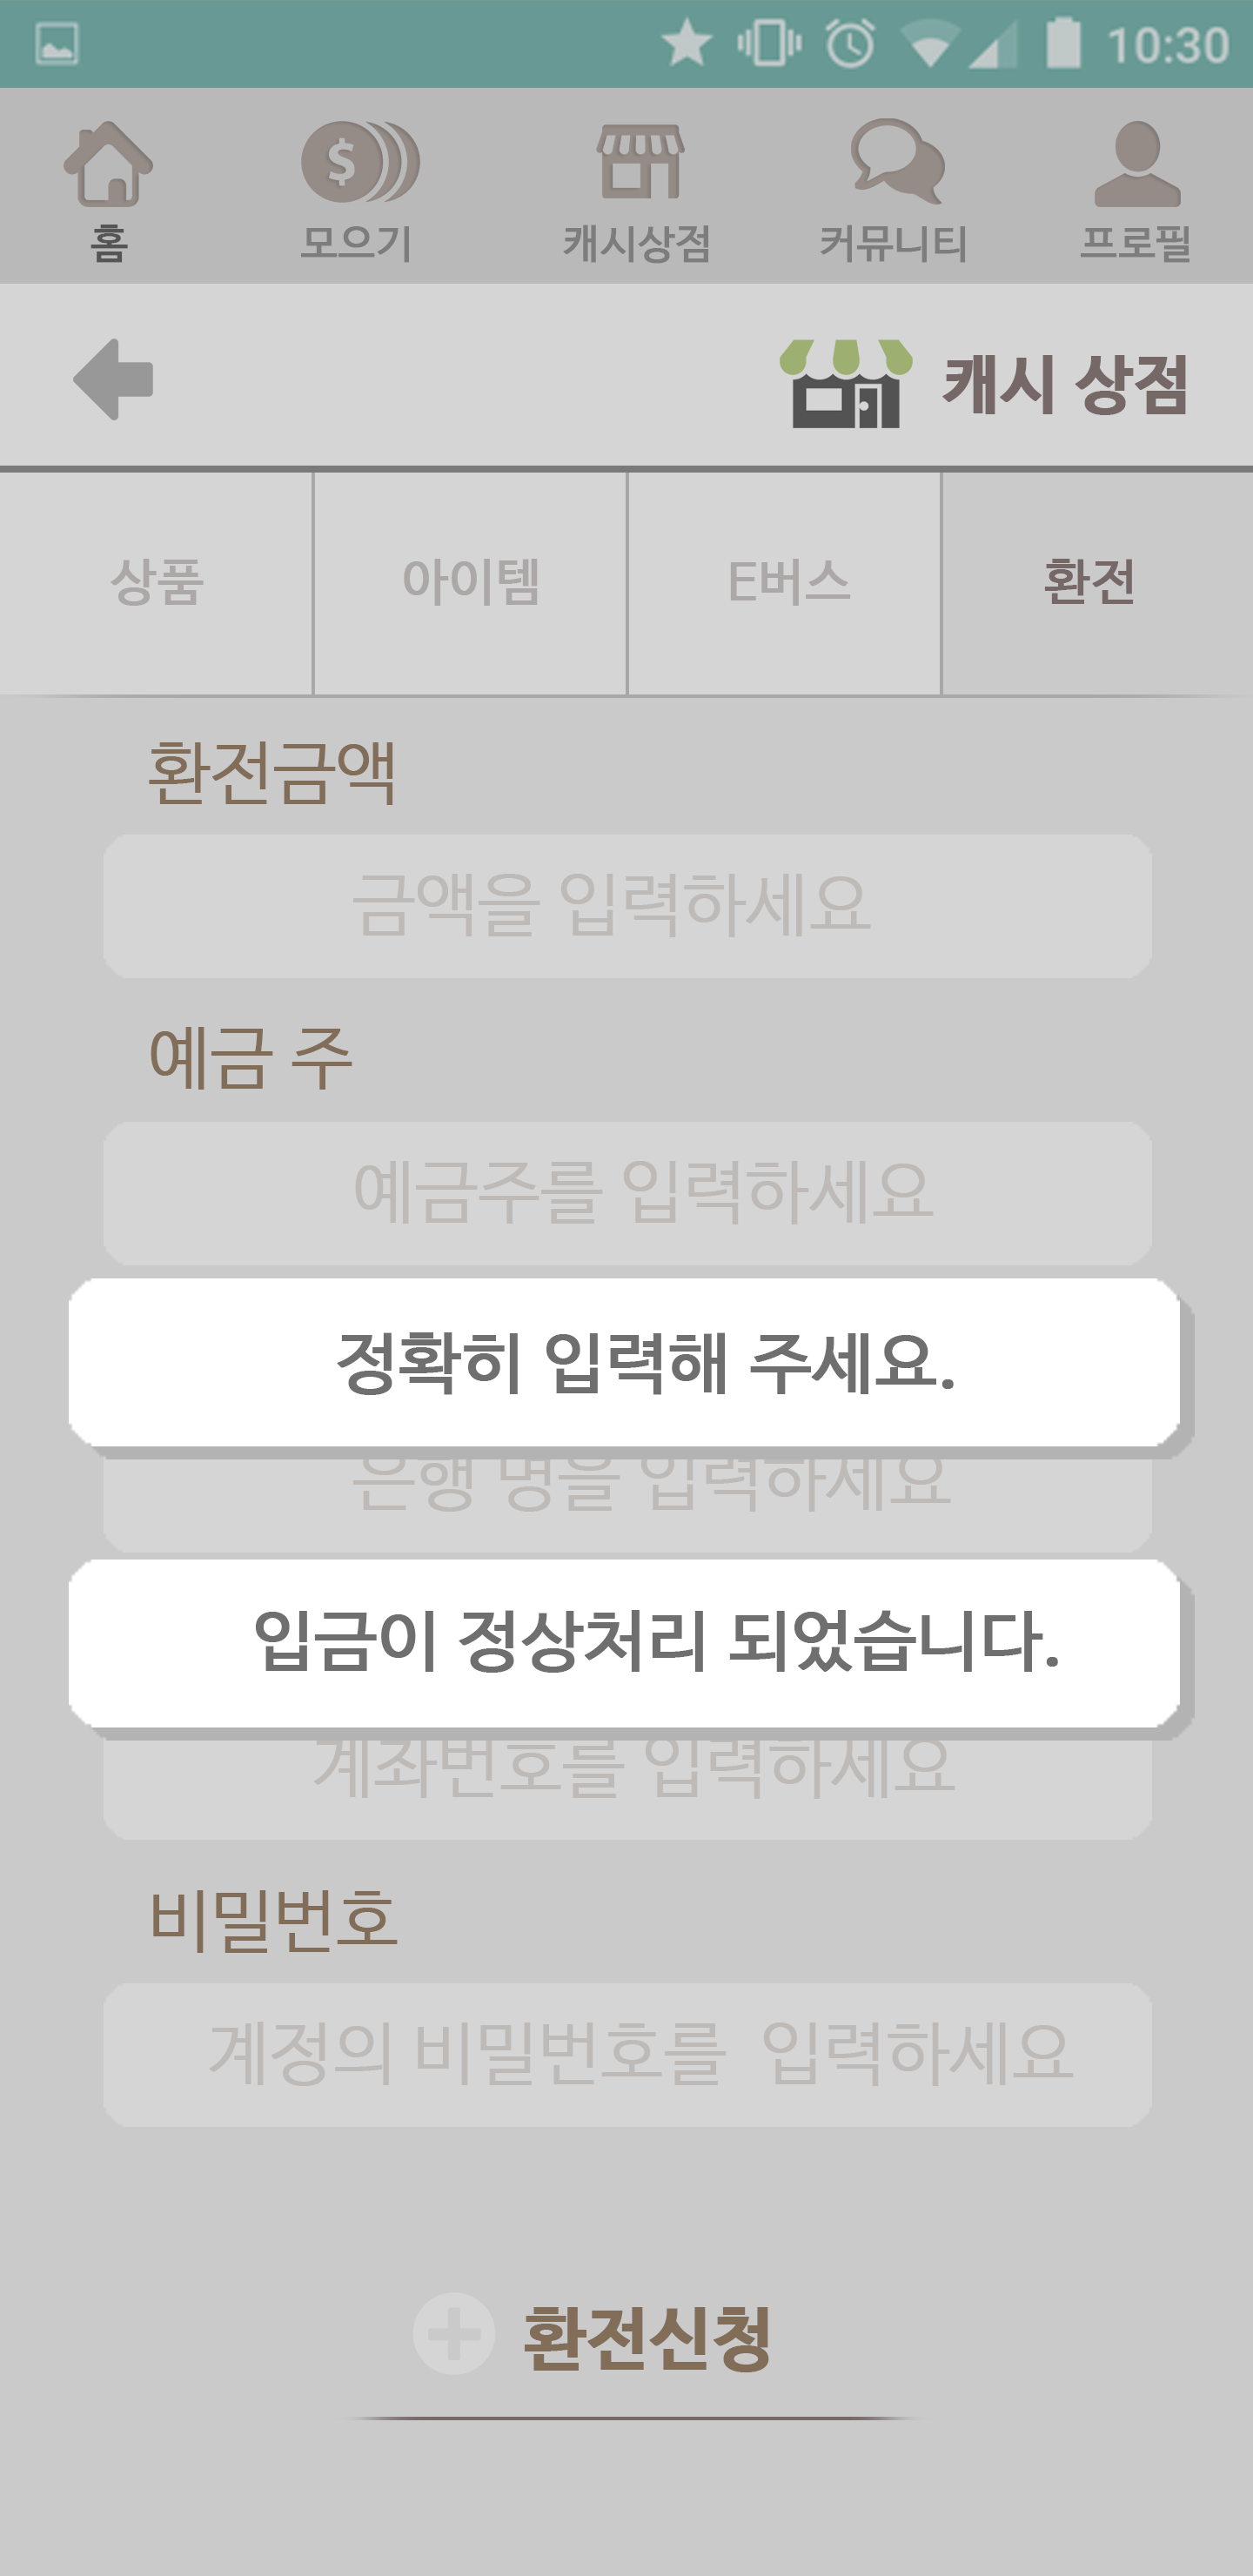 10:30
홈 모으기 캐시상점 커뮤니티 프로필
캐시 상점
상품 아이템 E버스 환전
환전금액
금액을 입력하세요
예금 주
예금주를 입력하세요
정확히 입력해 주세요.
은행 명을 입력하세요
입금이 정상처리 되었습니다.
계좌번호를 입력하세요
비밀번호
계정의 비밀번호를 입력하세요
환전신청